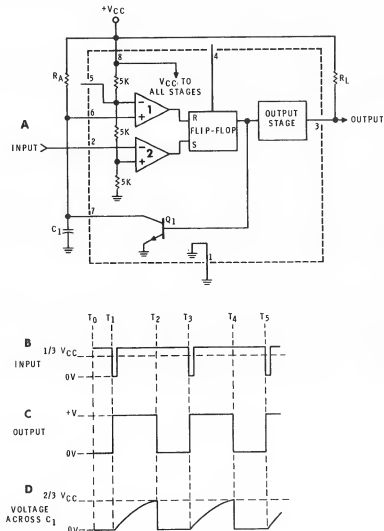 +VCC
8
4
RA
5
5K
VCC TO
ALL STAGES
RL
A
6
- 1
+
R
FLIP-FLOP
S
OUTPUT
STAGE
3
OUTPUT
5K
INPUT
2
- 2
+
5K
7
Q1
C1
1
T0 T1 T2 T3 T4 T5
B
INPUT
1/3 VCC
0V
C
OUTPUT
+V
0V
D
VOLTAGE
ACROSS C1
2/3 VCC
0V